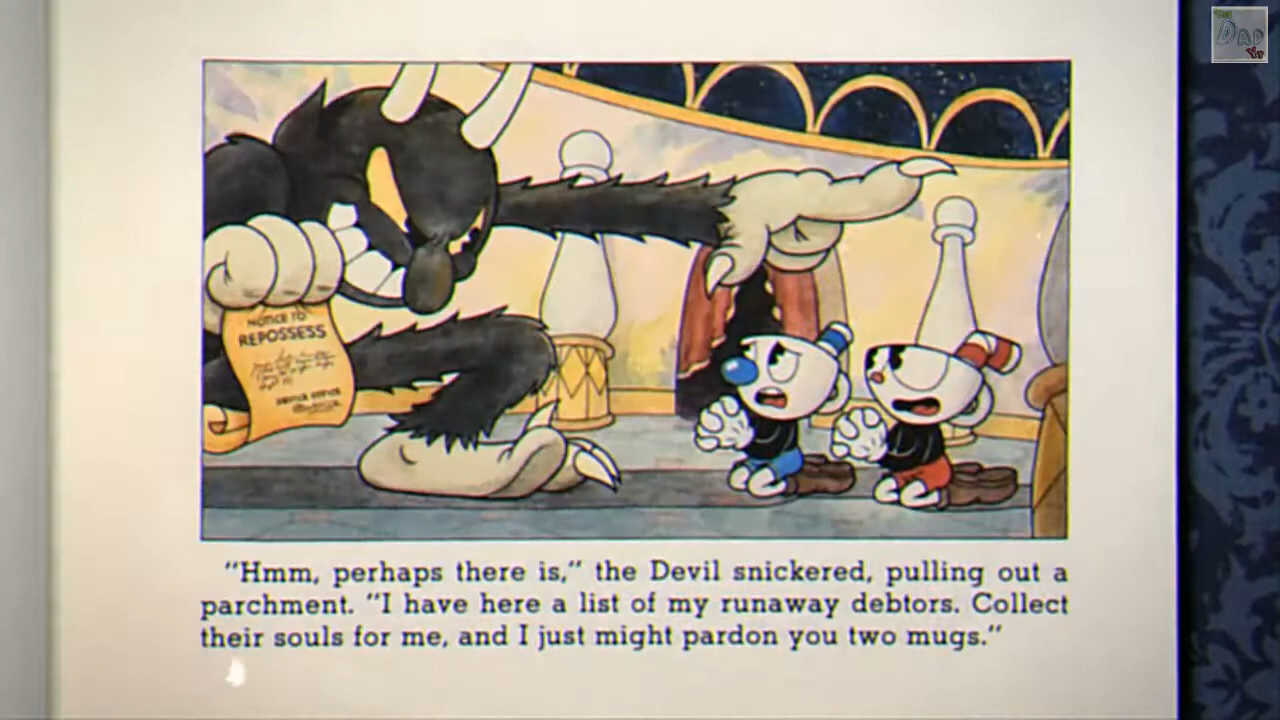 DAD
NOTICE TO
REPOSSESS
"Hmm, perhaps there is," the Devil snickered, pulling out a
parchment. "I have here a list of my runaway debtors. Collect
their souls for me, and I just might pardon you two mugs."